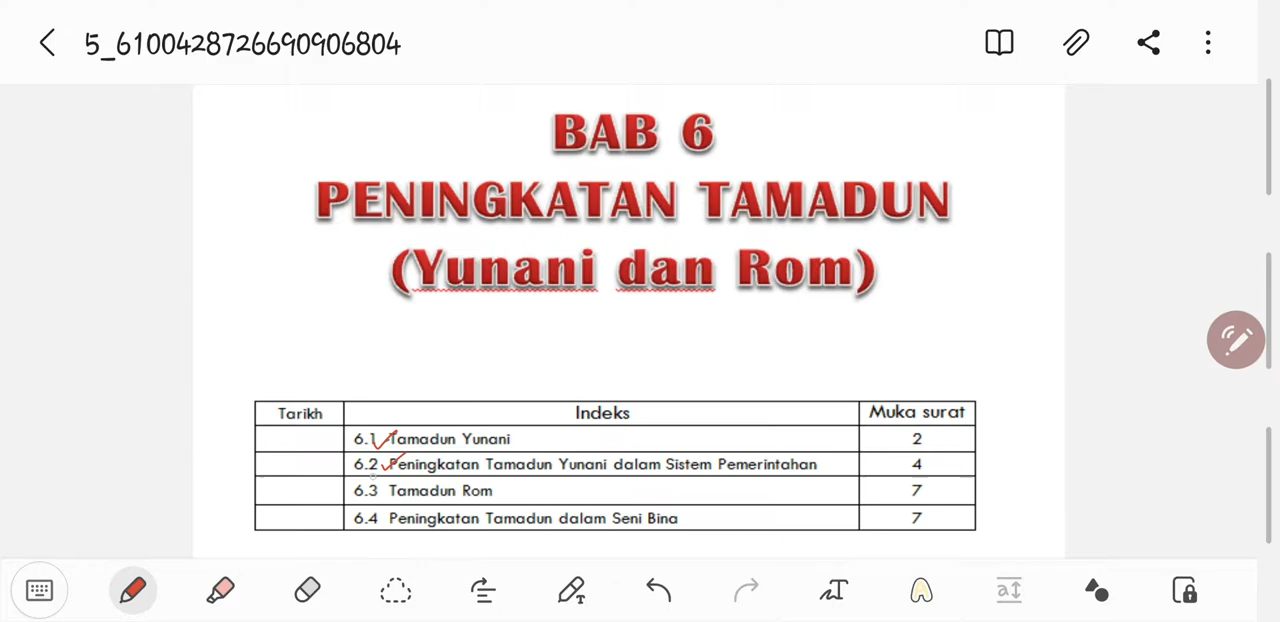 5_6100428726690906804
BAB 6
PENINGKATAN TAMADUN
(Yunani dan Rom)
Tarikh Indeks Muka surat
6.1 Tamadun Yunani 2
6.2 Peningkatan Tamadun Yunani dalam Sistem Pemerintahan 4
6.3 Tamadun Rom 7
6.4 Peningkatan Tamadun dalam Seni Bina 7